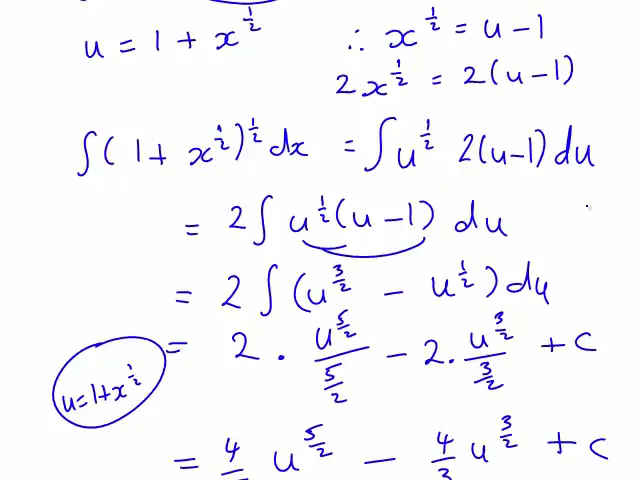 u = 1 + x^{1/2} ∴ x^{1/2} = u - 1
2x^{1/2} = 2(u - 1)
∫(1 + x^{1/2})^{1/2} dx = ∫u^{1/2} 2(u-1) du
= 2∫u^{1/2}(u - 1) du
= 2∫(u^{3/2} - u^{1/2}) du
= 2 · u^{5/2}/(5/2) - 2 · u^{3/2}/(3/2) + c
u = 1 + x^{1/2}
= 4/ u^{5/2} - 4/3 u^{3/2} + c